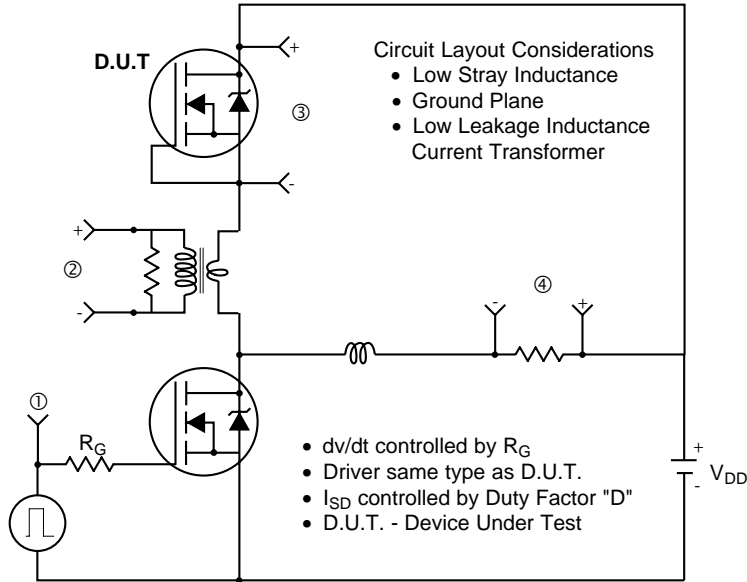 D.U.T
+
Circuit Layout Considerations
• Low Stray Inductance
• Ground Plane
• Low Leakage Inductance
Current Transformer
③
-
+
②
-
④
- +
①
R_G
• dv/dt controlled by R_G
• Driver same type as D.U.T.
• I_SD controlled by Duty Factor "D"
• D.U.T. - Device Under Test
+
V_DD
-